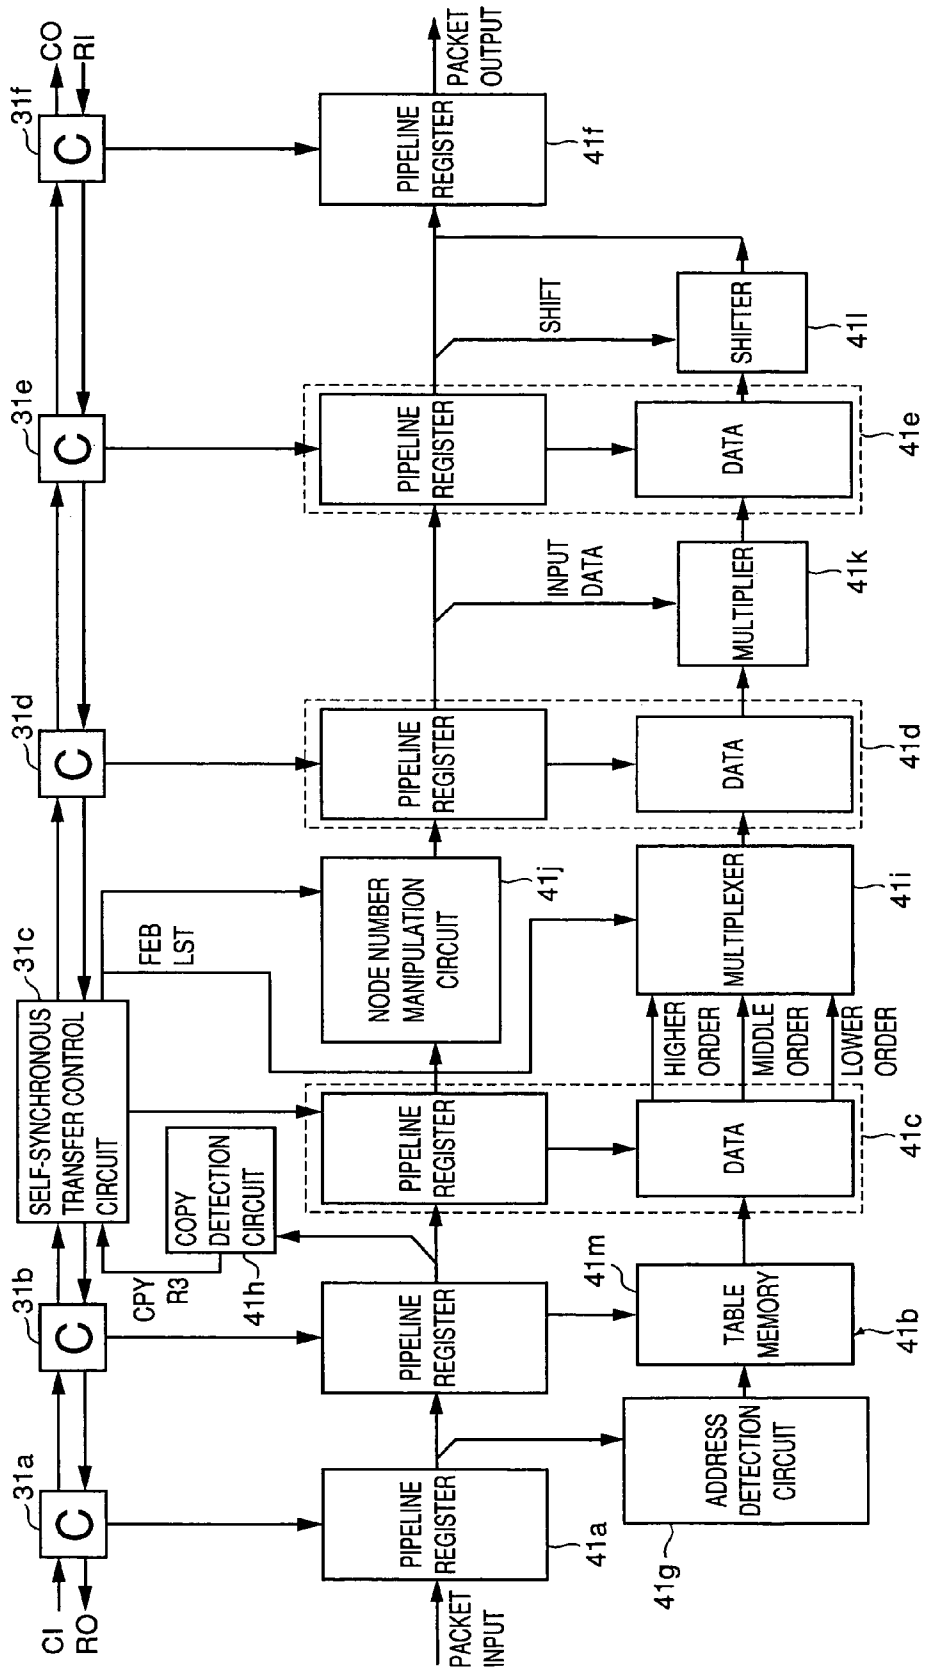 CI
RO
31a
C
31b
C
SELF-SYNCHRONOUS
TRANSFER CONTROL
CIRCUIT
31c
31d
C
31e
C
31f
C
CO
RI
CPY
R3
COPY
DETECTION
CIRCUIT
41h
FEB
LST
PACKET
INPUT
PIPELINE
REGISTER
41a
PIPELINE
REGISTER
PIPELINE
REGISTER
NODE NUMBER
MANIPULATION
CIRCUIT
41j
PIPELINE
REGISTER
INPUT
DATA
PIPELINE
REGISTER
SHIFT
PIPELINE
REGISTER
41f
PACKET
OUTPUT
41g
ADDRESS
DETECTION
CIRCUIT
41m
TABLE
MEMORY
41b
DATA
41c
HIGHER
ORDER
MIDDLE
ORDER
LOWER
ORDER
MULTIPLEXER
41i
DATA
41d
MULTIPLIER
41k
DATA
41e
SHIFTER
41l